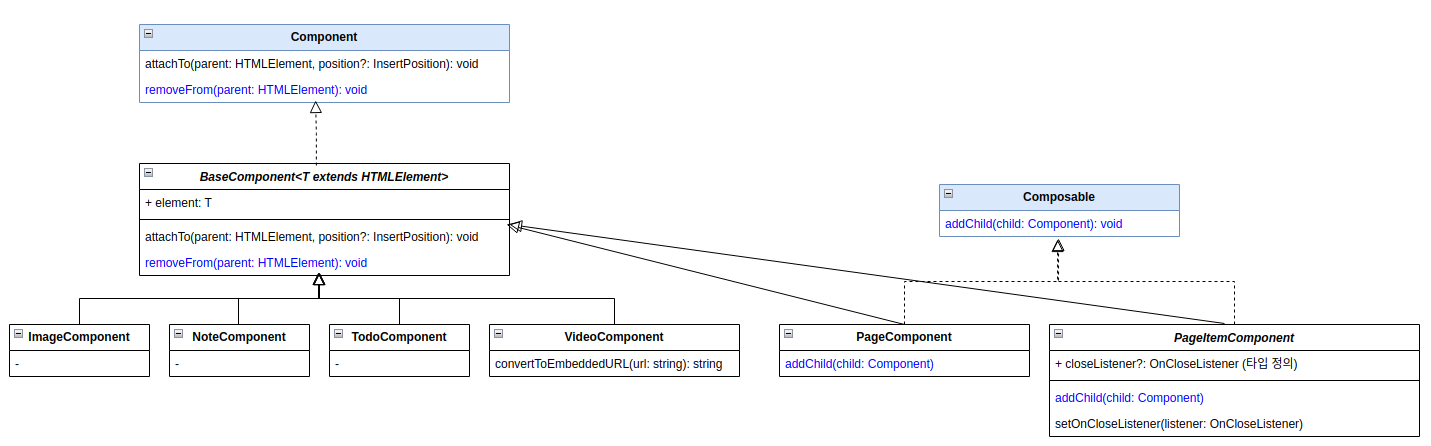 Component
attachTo(parent: HTMLElement, position?: InsertPosition): void
removeFrom(parent: HTMLElement): void
BaseComponent<T extends HTMLElement>
+ element: T
attachTo(parent: HTMLElement, position?: InsertPosition): void
removeFrom(parent: HTMLElement): void
Composable
addChild(child: Component): void
ImageComponent
-
NoteComponent
-
TodoComponent
-
VideoComponent
convertToEmbeddedURL(url: string): string
PageComponent
addChild(child: Component)
PageItemComponent
+ closeListener?: OnCloseListener (타입 정의)
addChild(child: Component)
setOnCloseListener(listener: OnCloseListener)